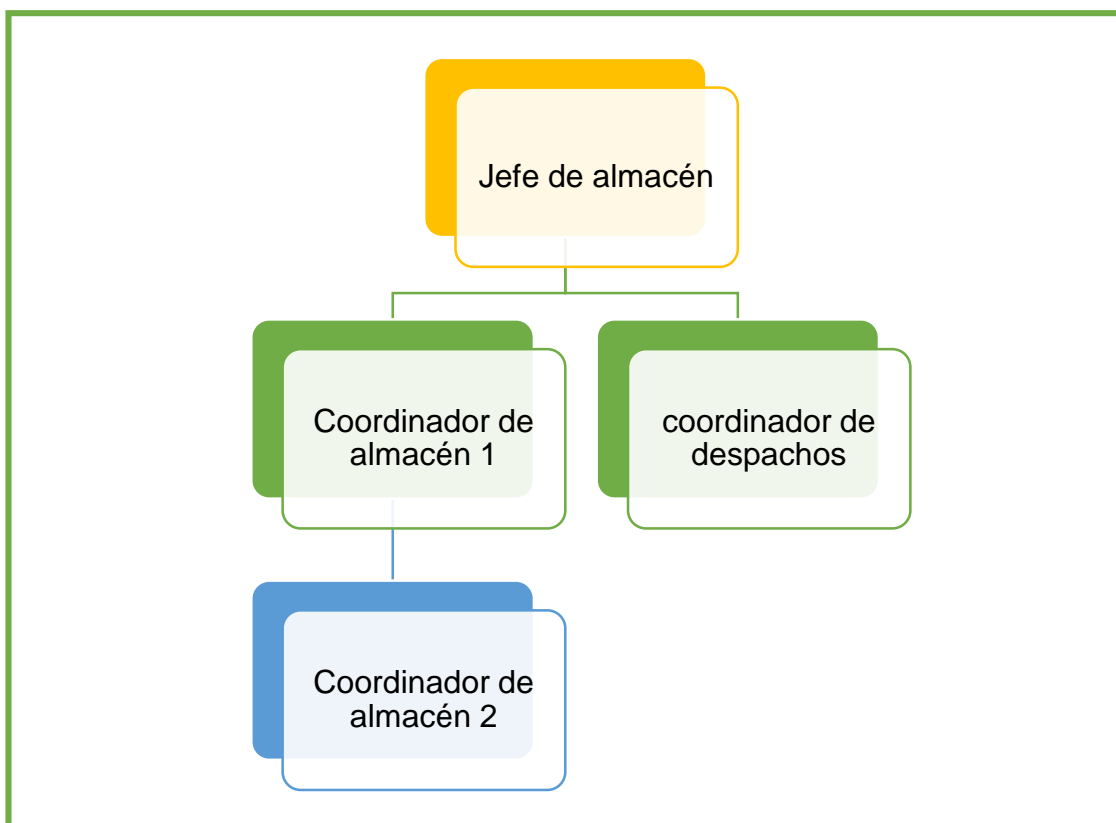 Jefe de almacén
Coordinador de
almacén 1
coordinador de
despachos
Coordinador de
almacén 2